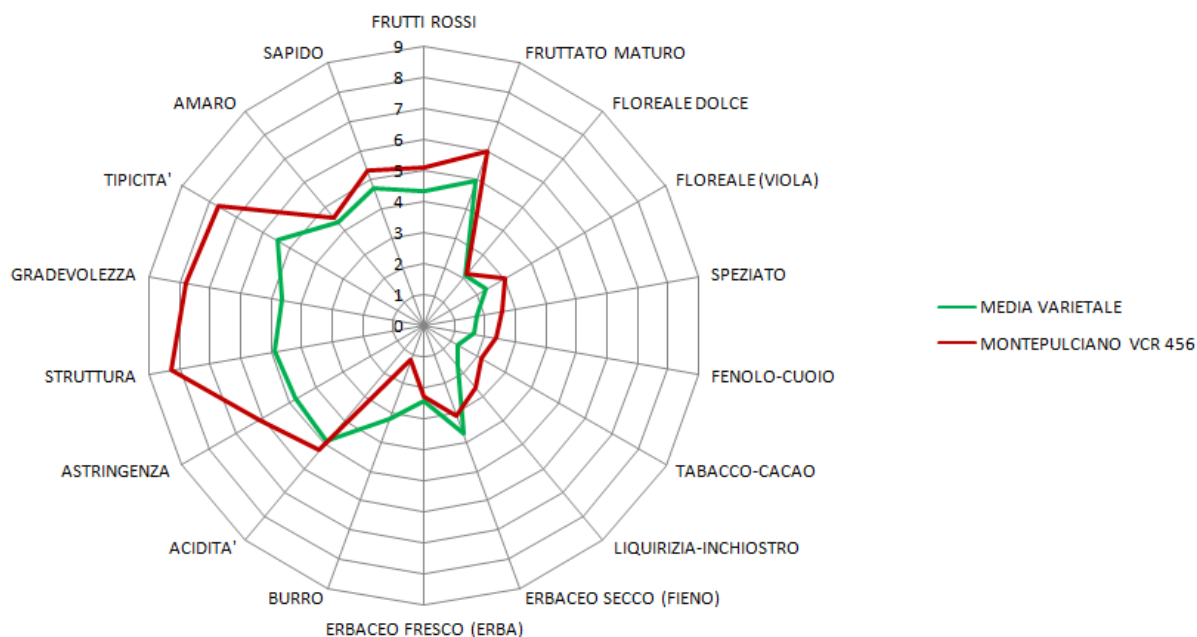 FRUTTI ROSSI
FRUTTATO MATURO
FLOREALE DOLCE
FLOREALE (VIOLA)
SPEZIATO
FENOLO-CUOIO
TABACCO-CACAO
LIQUIRIZIA-INCHIOSTRO
ERBACEO SECCO (FIENO)
ERBACEO FRESCO (ERBA)
BURRO
ACIDITA'
ASTRINGENZA
STRUTTURA
GRADEVOLEZZA
TIPICITA'
AMARO
SAPIDO
9
8
7
6
5
4
3
2
1
0
MEDIA VARIETALE
MONTEPULCIANO VCR 456